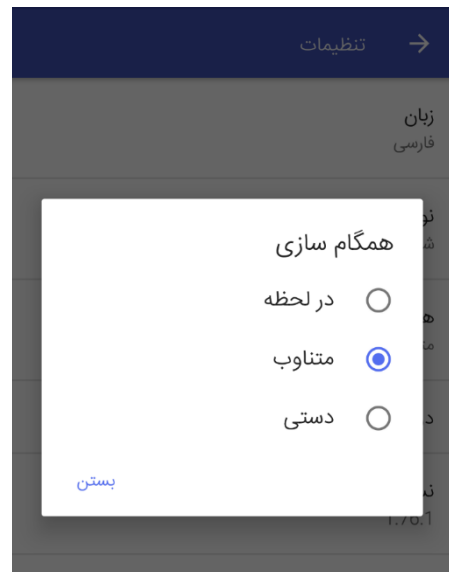 تنظیمات
زبان
فارسی
همگام سازی
در لحظه
متناوب
دستی
بستن
1.76.1